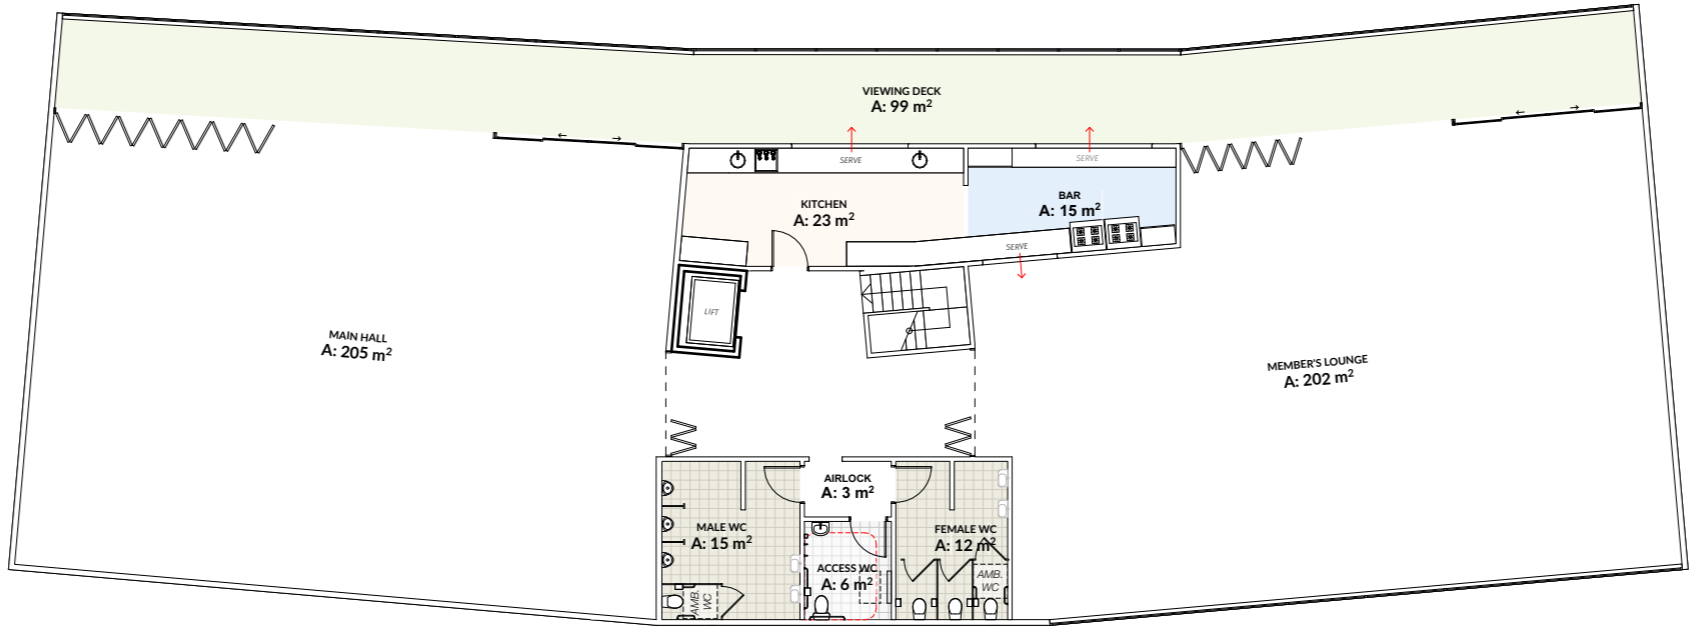 VIEWING DECK
A: 99 m²
SERVE
SERVE
KITCHEN
A: 23 m²
BAR
A: 15 m²
SERVE
LIFT
MAIN HALL
A: 205 m²
MEMBER'S LOUNGE
A: 202 m²
AIRLOCK
A: 3 m²
MALE WC
A: 15 m²
FEMALE WC
A: 12 m²
ACCESS WC
A: 6 m²
AMB.
WC
AMB.
WC